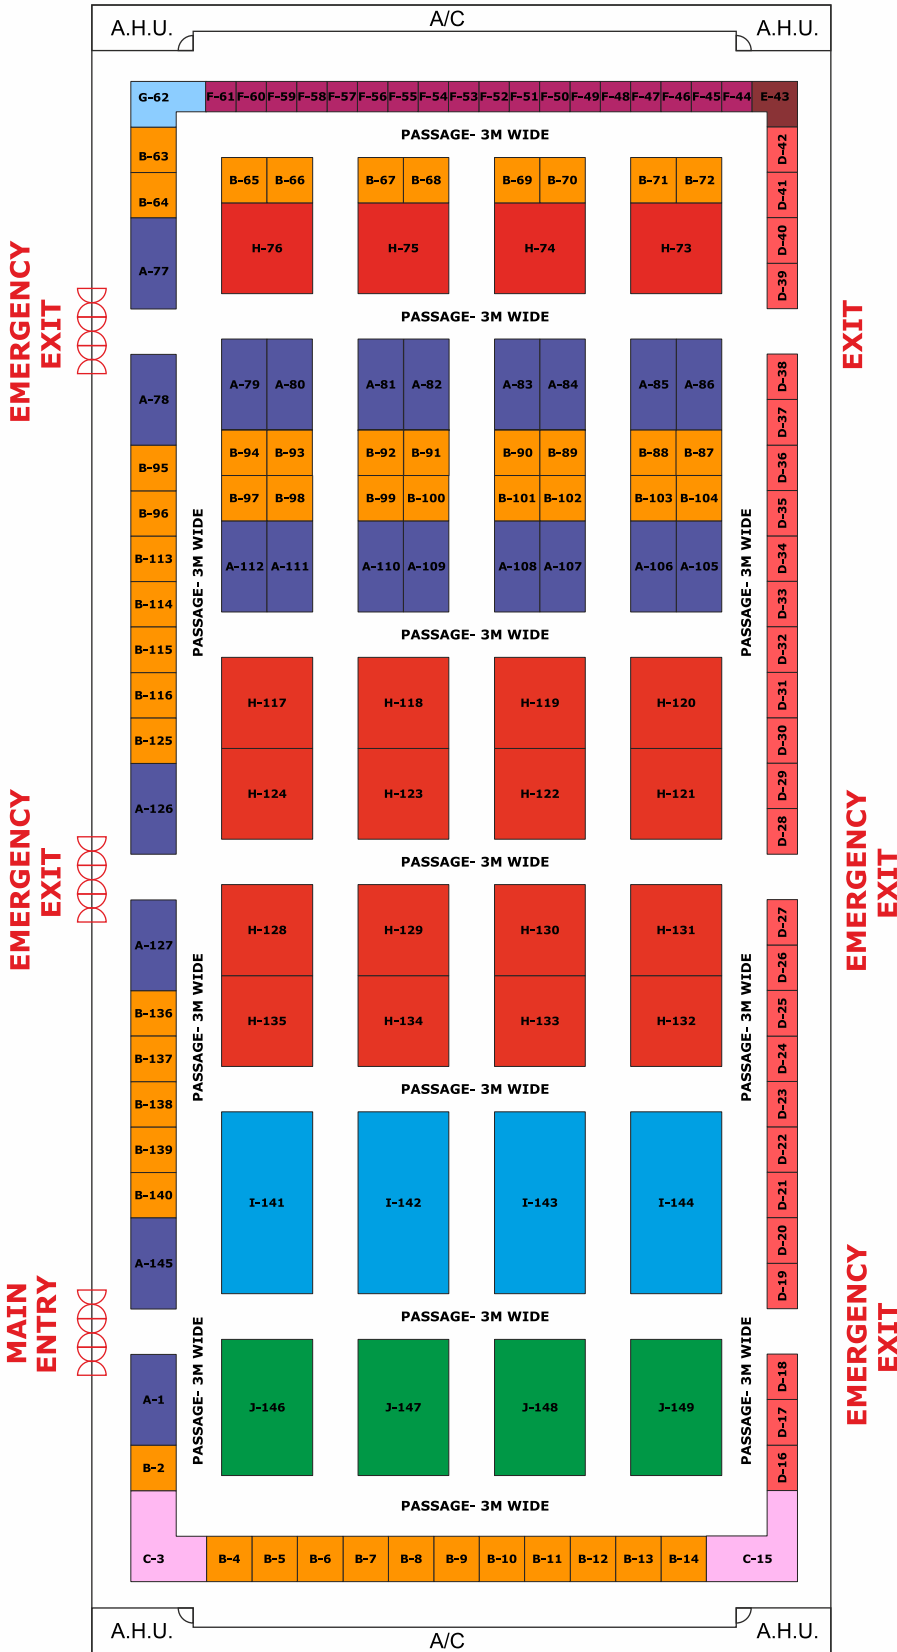 A/C
A.H.U.
A.H.U.
G-62
F-61
F-60
F-59
F-58
F-57
F-56
F-55
F-54
F-53
F-52
F-51
F-50
F-49
F-48
F-47
F-46
F-45
F-44
E-43
PASSAGE- 3M WIDE
B-63
D-42
B-65
B-66
B-67
B-68
B-69
B-70
B-71
B-72
B-64
D-41
H-76
H-75
H-74
H-73
D-40
A-77
D-39
EMERGENCY
EXIT
PASSAGE- 3M WIDE
EXIT
A-78
A-79
A-80
A-81
A-82
A-83
A-84
A-85
A-86
D-38
D-37
B-94
B-93
B-92
B-91
B-90
B-89
B-88
B-87
B-95
D-36
B-97
B-98
B-99
B-100
B-101
B-102
B-103
B-104
B-96
D-35
B-113
A-112
A-111
A-110
A-109
A-108
A-107
A-106
A-105
D-34
PASSAGE- 3M WIDE
PASSAGE- 3M WIDE
B-114
D-33
PASSAGE- 3M WIDE
B-115
D-32
B-116
H-117
H-118
H-119
H-120
D-31
B-125
D-30
A-126
H-124
H-123
H-122
H-121
D-29
D-28
EMERGENCY
EXIT
PASSAGE- 3M WIDE
EMERGENCY
EXIT
A-127
H-128
H-129
H-130
H-131
D-27
D-26
B-136
H-135
H-134
H-133
H-132
D-25
PASSAGE- 3M WIDE
PASSAGE- 3M WIDE
B-137
D-24
PASSAGE- 3M WIDE
B-138
D-23
B-139
D-22
B-140
I-141
I-142
I-143
I-144
D-21
A-145
D-20
D-19
MAIN
ENTRY
PASSAGE- 3M WIDE
EMERGENCY
EXIT
PASSAGE- 3M WIDE
PASSAGE- 3M WIDE
A-1
J-146
J-147
J-148
J-149
D-18
D-17
B-2
D-16
PASSAGE- 3M WIDE
C-3
B-4
B-5
B-6
B-7
B-8
B-9
B-10
B-11
B-12
B-13
B-14
C-15
A.H.U.
A.H.U.
A/C